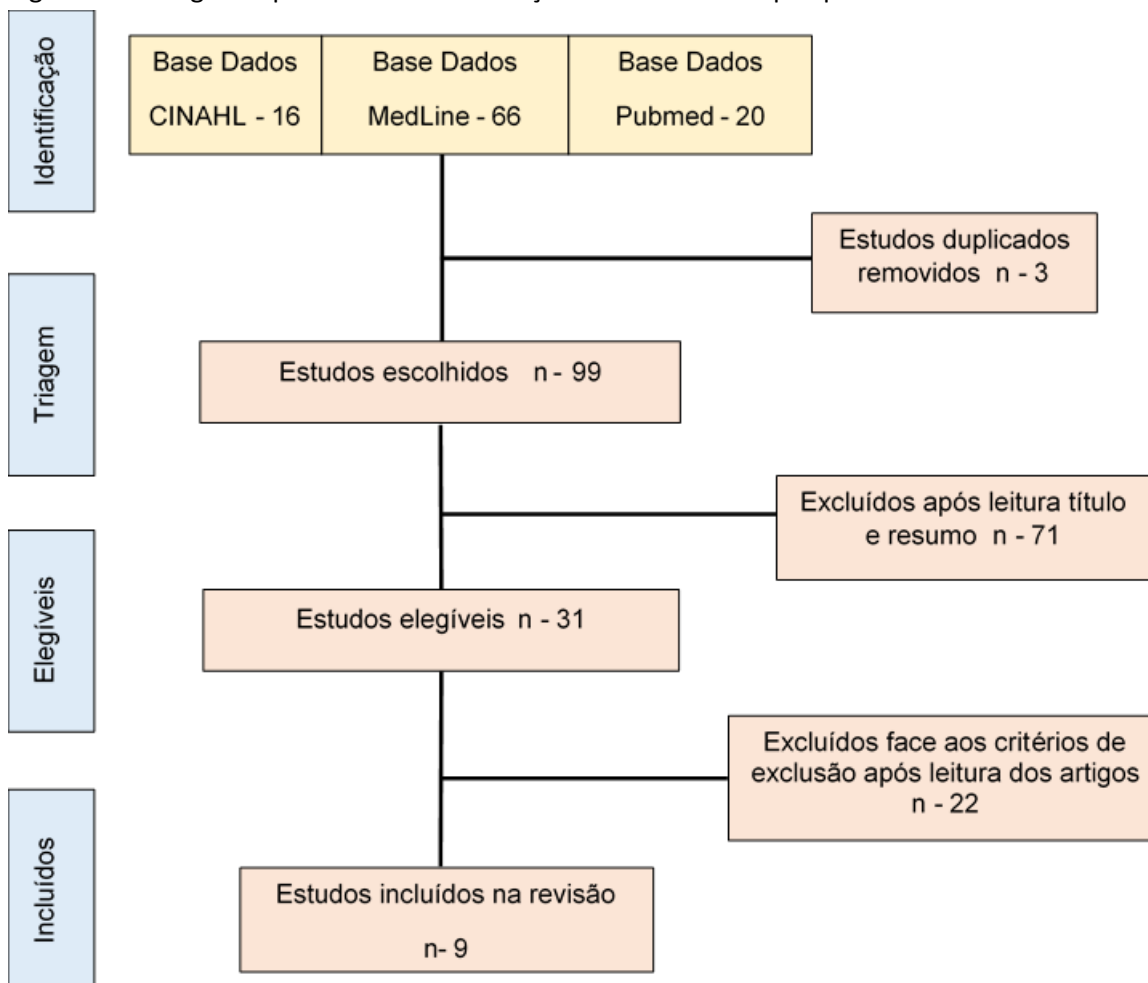 Identificação
Base Dados
CINAHL - 16
Base Dados
MedLine - 66
Base Dados
Pubmed - 20
Estudos duplicados
removidos n - 3
Triagem
Estudos escolhidos n - 99
Excluídos após leitura título
e resumo n - 71
Elegíveis
Estudos elegíveis n - 31
Excluídos face aos critérios de
exclusão após leitura dos artigos
n - 22
Incluídos
Estudos incluídos na revisão
n- 9